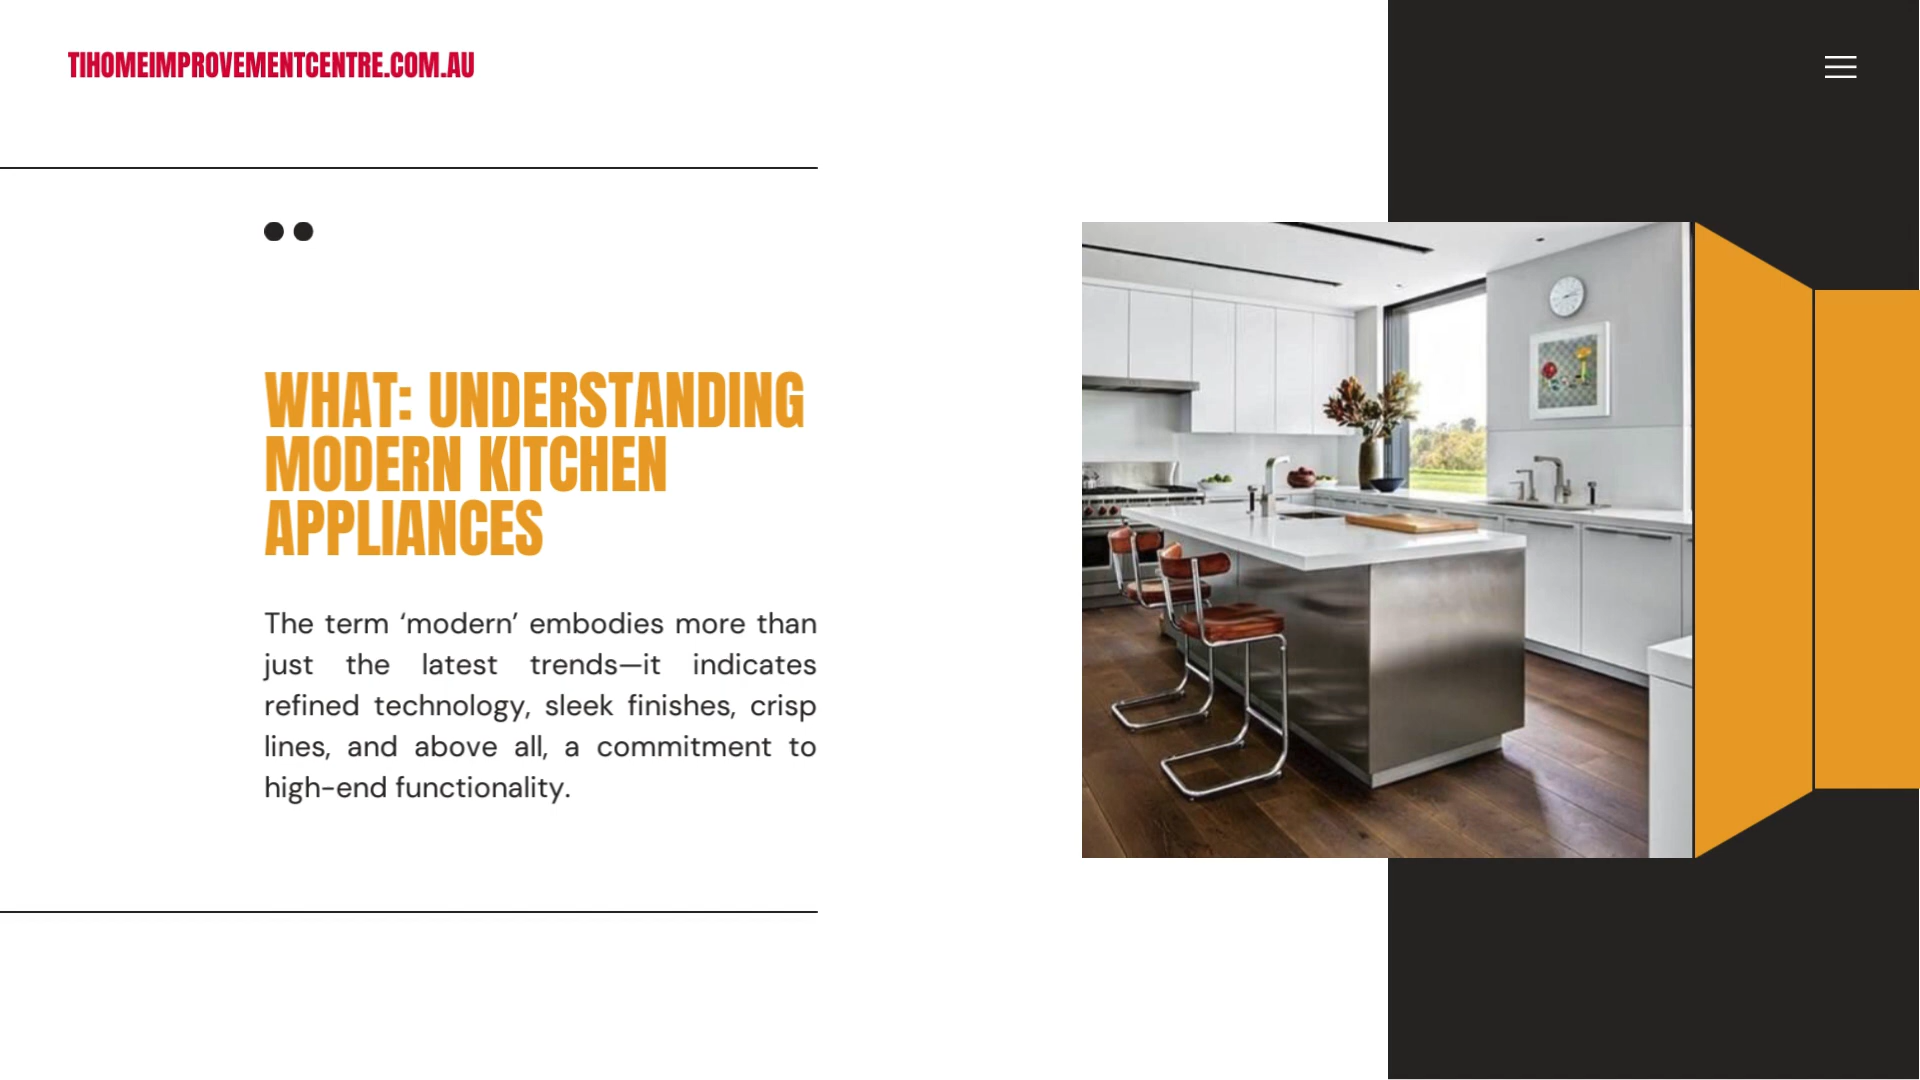 TIHOMEIMPROVEMENTCENTRE.COM.AU
WHAT: UNDERSTANDING
MODERN KITCHEN
APPLIANCES
The term ‘modern’ embodies more than
just the latest trends—it indicates
refined technology, sleek finishes, crisp
lines, and above all, a commitment to
high-end functionality.